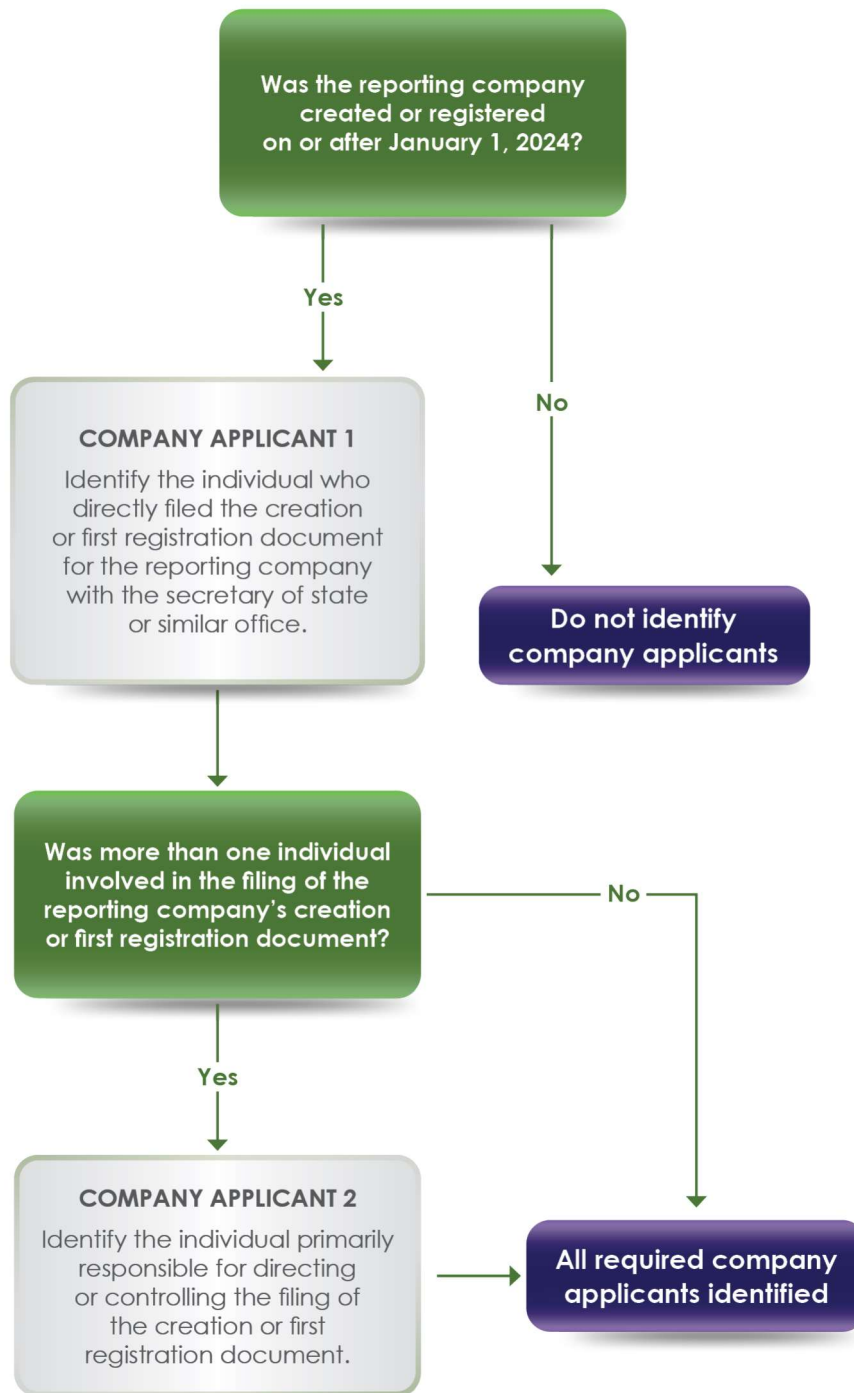 Was the reporting company
created or registered
on or after January 1, 2024?
Yes
No
COMPANY APPLICANT 1
Identify the individual who
directly filed the creation
or first registration document
for the reporting company
with the secretary of state
or similar office.
Do not identify
company applicants
Was more than one individual
involved in the filing of the
reporting company’s creation
or first registration document?
No
Yes
COMPANY APPLICANT 2
Identify the individual primarily
responsible for directing
or controlling the filing of
the creation or first
registration document.
All required company
applicants identified